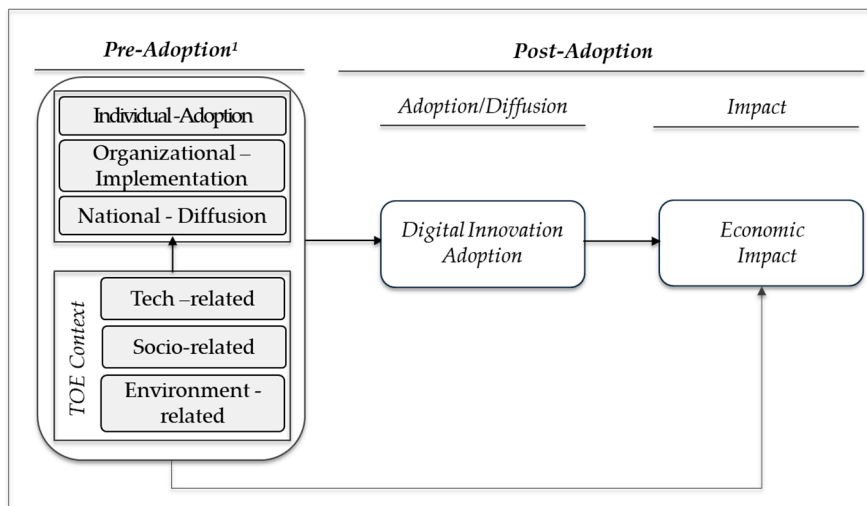 Pre-Adoption¹
Post-Adoption
Adoption/Diffusion
Impact
Individual-Adoption
Organizational –
Implementation
National - Diffusion
Digital Innovation
Adoption
Economic
Impact
TOE Context
Tech –related
Socio-related
Environment -
related